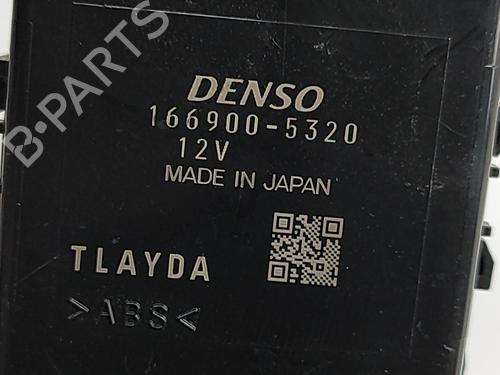 B-PARTS
DENSO
166900-5320
12V
MADE IN JAPAN
TLAYDA
>ABS<